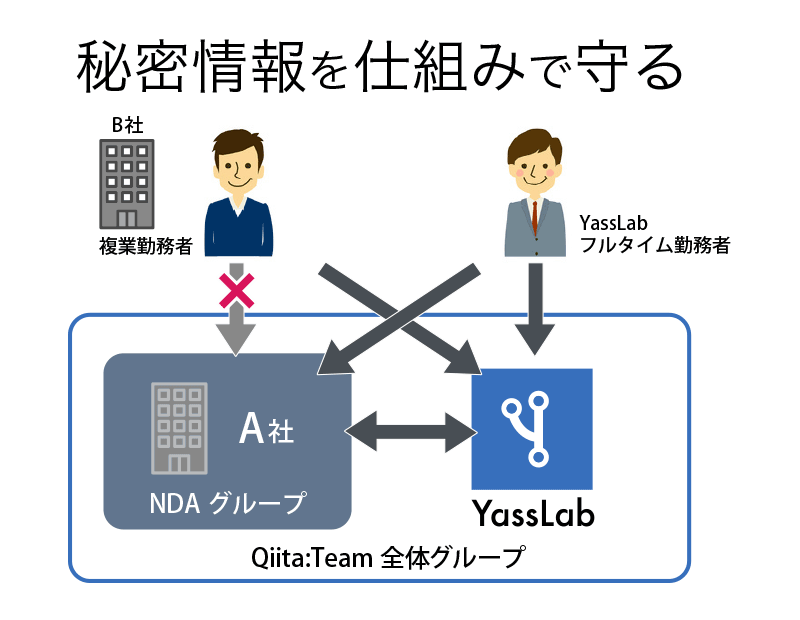 秘密情報を仕組みで守る
B社
複業勤務者
YassLab
フルタイム勤務者
A社
NDA グループ
YassLab
Qiita:Team 全体グループ